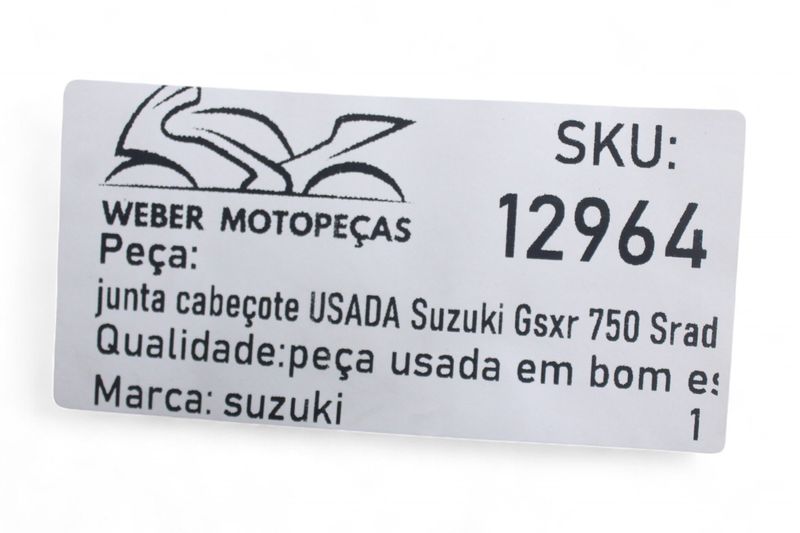 WEBER MOTOPEÇAS
SKU:
12964
Peça:
junta cabeçote USADA Suzuki Gsxr 750 Srad
Qualidade:peça usada em bom es
Marca: suzuki
1